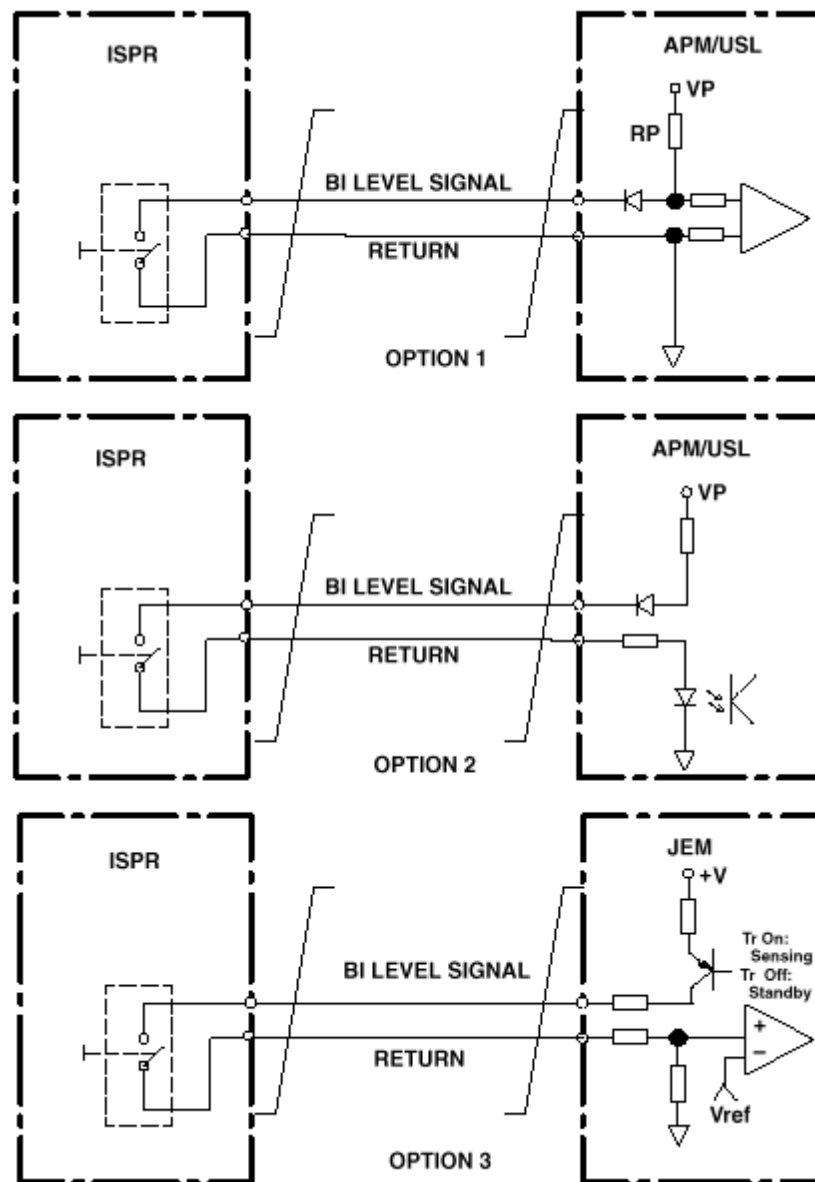 ISPR
APM/USL
VP
RP
BI LEVEL SIGNAL
RETURN
OPTION 1
ISPR
APM/USL
VP
BI LEVEL SIGNAL
RETURN
OPTION 2
ISPR
JEM
+V
Tr On:
Sensing
Tr Off:
Standby
BI LEVEL SIGNAL
+
RETURN
−
Vref
OPTION 3